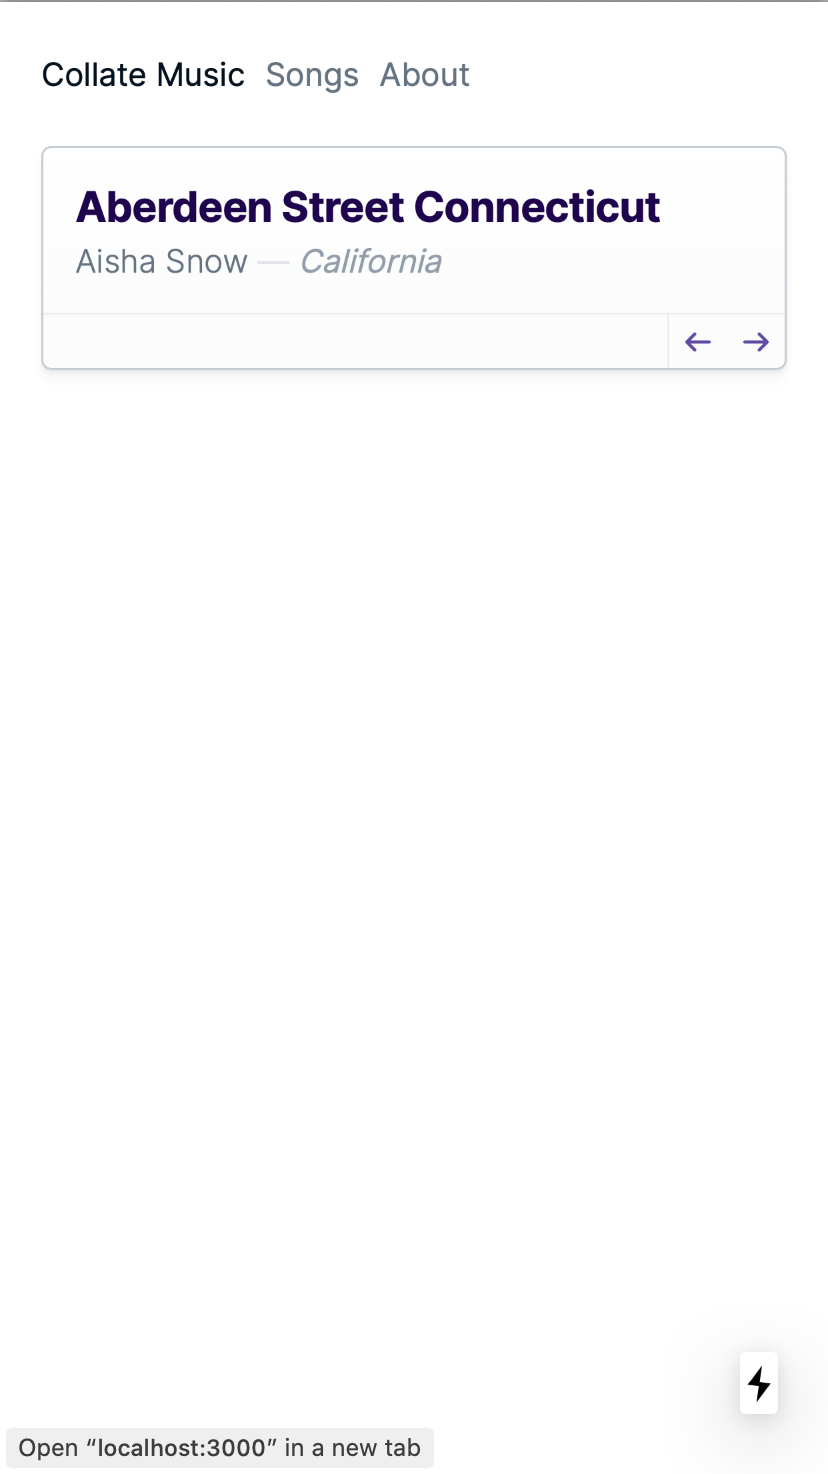 Collate Music Songs About
Aberdeen Street Connecticut
Aisha Snow — California
Open “localhost:3000” in a new tab